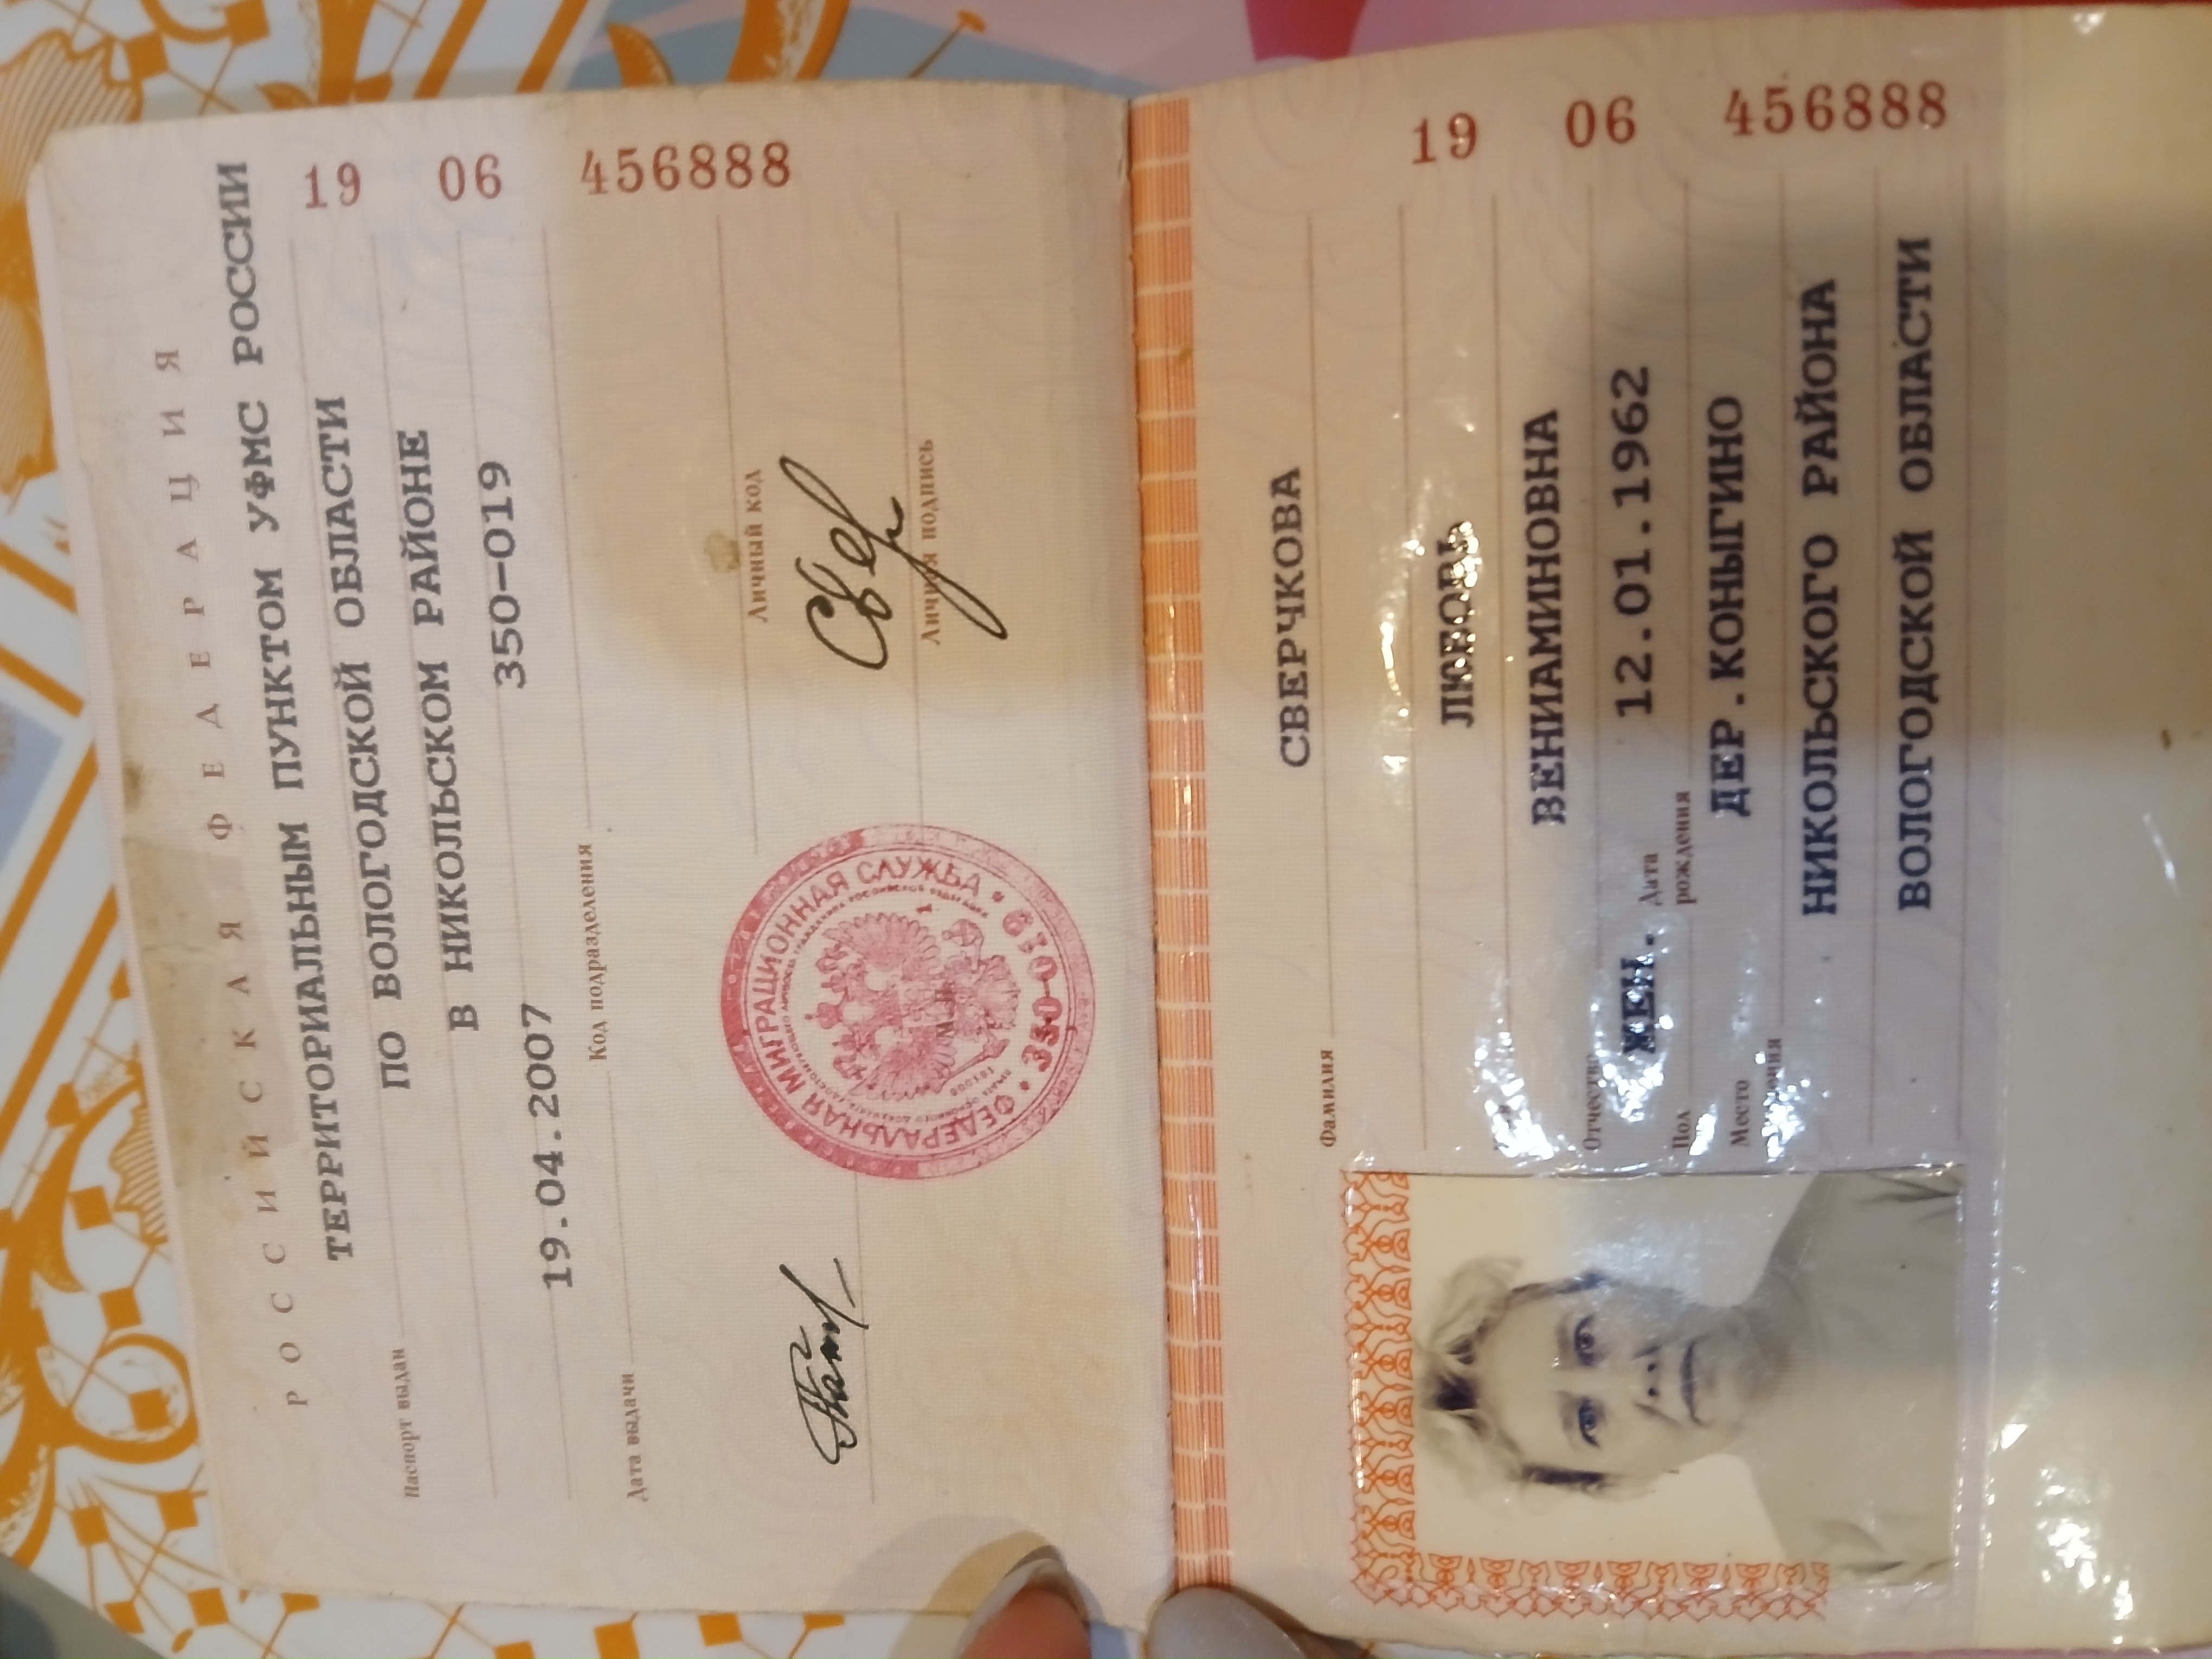 РОССИЙСКАЯ ФЕДЕРАЦИЯ
19 06 456888
Паспорт выдан
ТЕРРИТОРИАЛЬНЫМ ПУНКТОМ УФМС РОССИИ
ПО ВОЛОГОДСКОЙ ОБЛАСТИ
В НИКОЛЬСКОМ РАЙОНЕ
19.04.2007 350-019
Дата выдачи Код подразделения
Личный код
Свер
Личная подпись
ФЕДЕРАЛЬНАЯ МИГРАЦИОННАЯ СЛУЖБА • 350-019 •
19 06 456888
СВЕРЧКОВА
Фамилия
ЛЮБОВЬ
ВЕНИАМИНОВНА
Отчество
ЖЕН. 12.01.1962
Пол Дата рождения
ДЕР.КОНЫГИНО
Место
НИКОЛЬСКОГО РАЙОНА
ВОЛОГОДСКОЙ ОБЛАСТИ